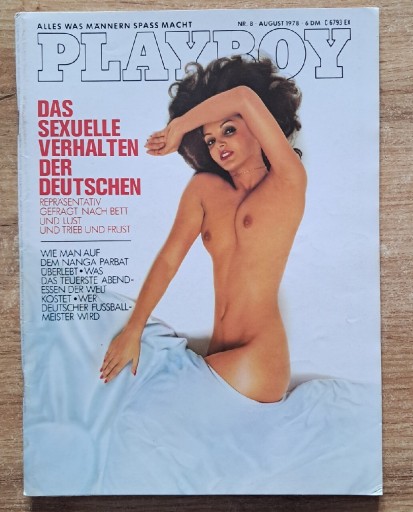 ALLES WAS MÄNNERN SPASS MACHT
NR. 8 · AUGUST 1978 · 6 DM C 6793 EX
PLAYBOY
DAS
SEXUELLE
VERHALTEN
DER
DEUTSCHEN
REPRÄSENTATIV
GEFRAGT NACH BETT
UND LUST
UND TRIEB UND FRUST
WIE MAN AUF
DEM NANGA PARBAT
ÜBERLEBT • WAS
DAS TEUERSTE ABEND-
ESSEN DER WELT
KOSTET • WER
DEUTSCHER FUSSBALL-
MEISTER WIRD